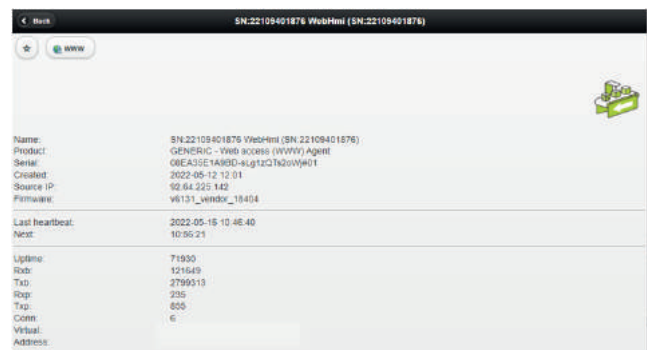 Back
SN:22109401876 WebHmi (SN:22109401876)
WWW
Name: SN:22109401876 WebHmi (SN:22109401876)
Product: GENERIC - Web access (WWW) Agent
Serial:
Created: 2022-05-12 12:01
Source IP: 92.64.225.142
Firmware: v6131_vendor_18404
Last heartbeat: 2022-05-16 10:46:40
Next: 10:56:21
Uptime: 71930
Rxb: 121649
Txb: 2799313
Rxp: 235
Txp: 855
Conn: 6
Virtual:
Address: